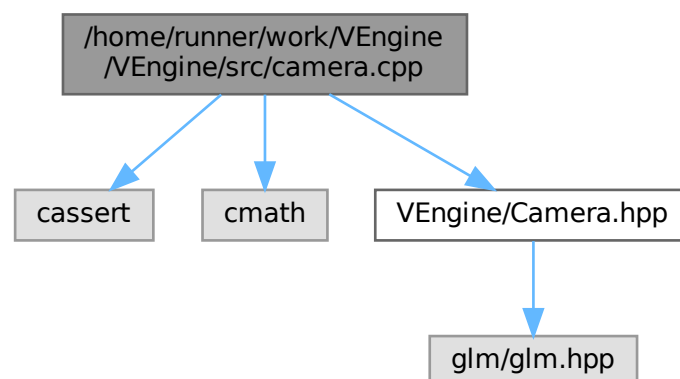 /home/runner/work/VEngine
/VEngine/src/camera.cpp
cassert
cmath
VEngine/Camera.hpp
glm/glm.hpp